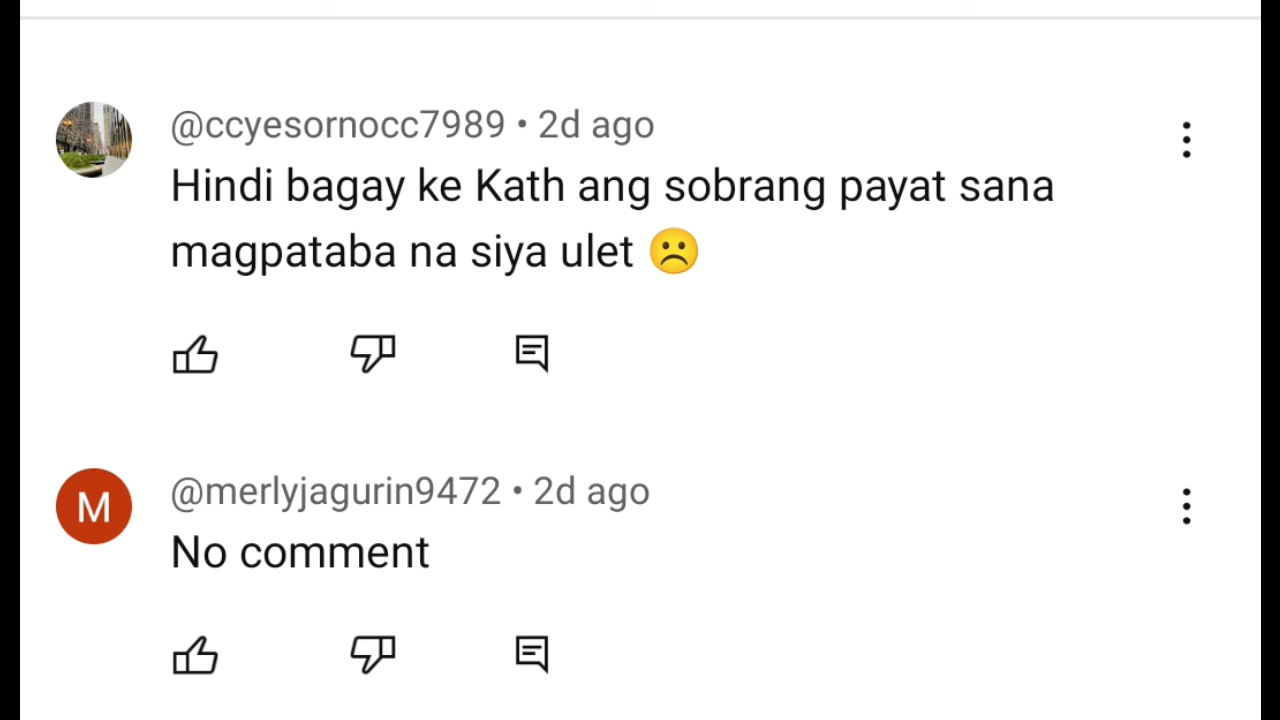 @ccyesornocc7989 • 2d ago
Hindi bagay ke Kath ang sobrang payat sana
magpataba na siya ulet ☹️
M
@merlyjagurin9472 • 2d ago
No comment